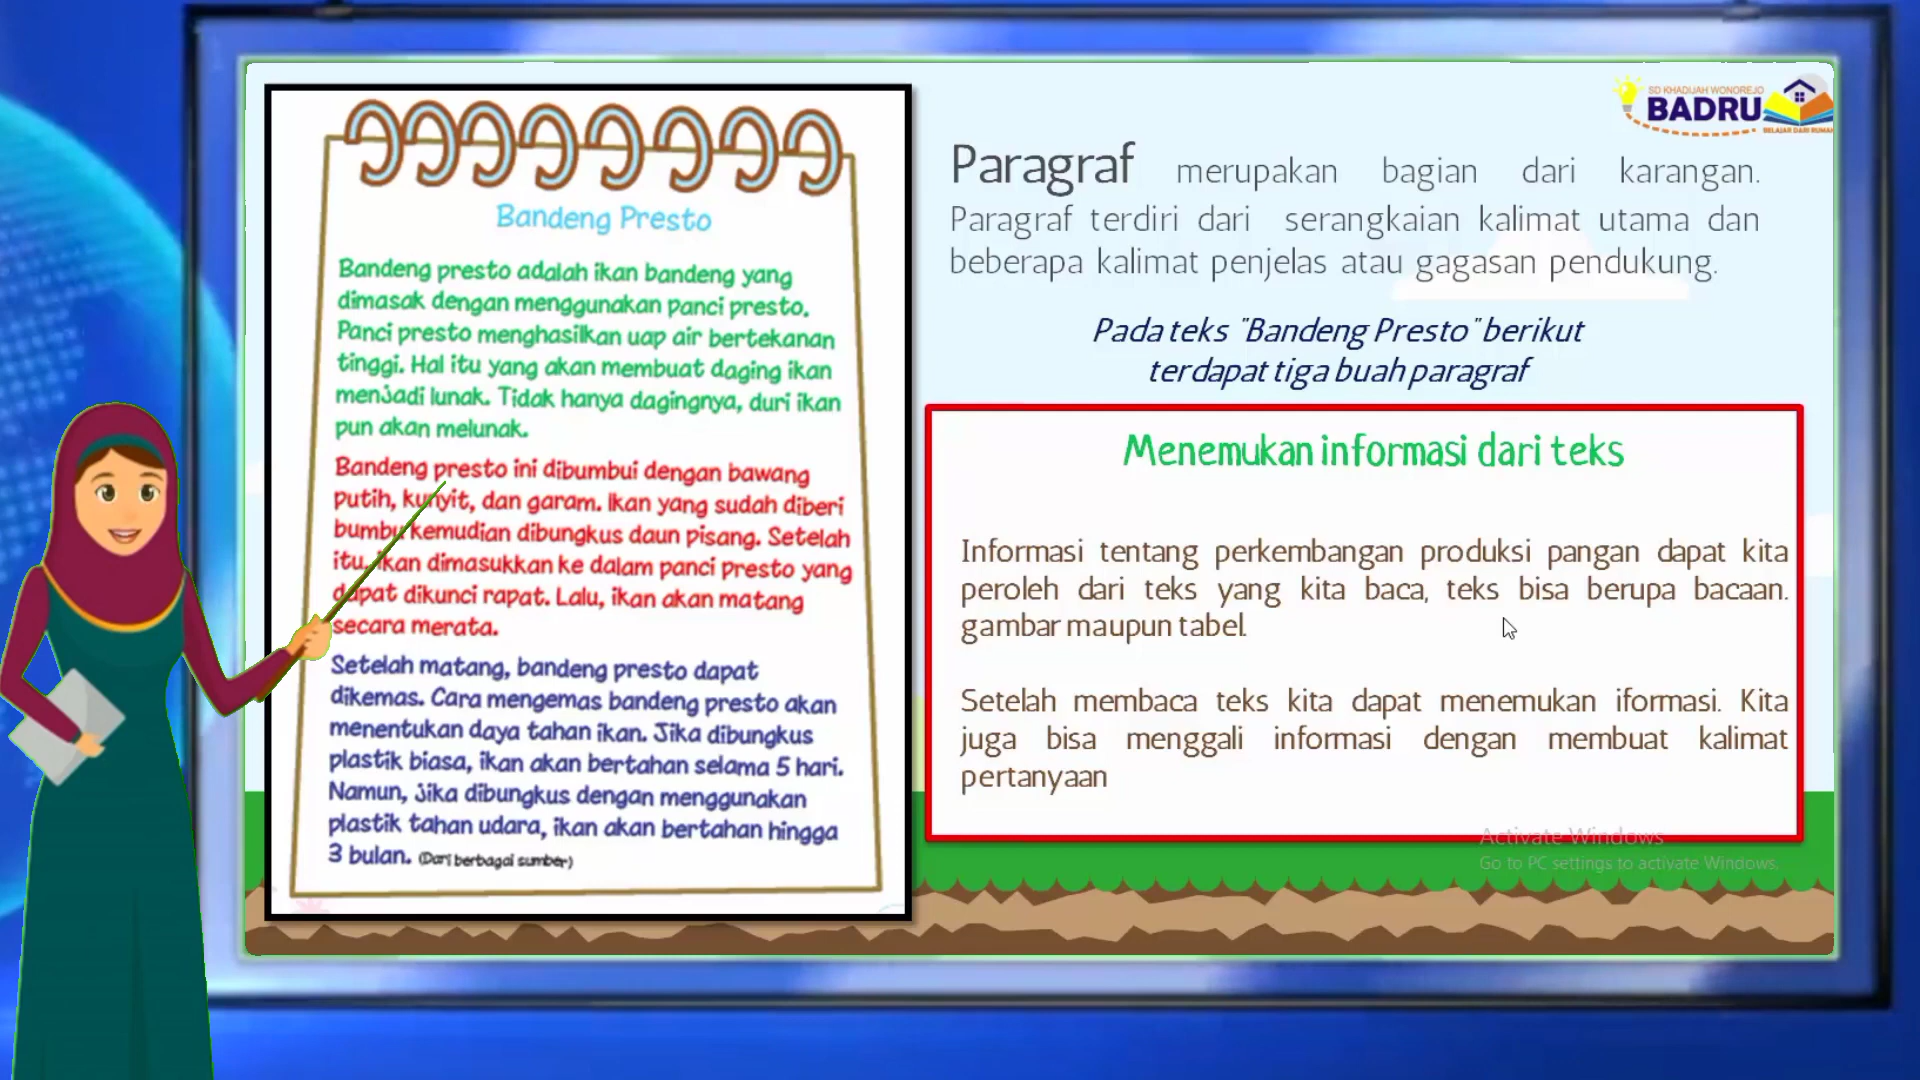 Bandeng Presto
Bandeng presto adalah ikan bandeng yang
dimasak dengan menggunakan panci presto.
Panci presto menghasilkan uap air bertekanan
tinggi. Hal itu yang akan membuat daging ikan
menjadi lunak. Tidak hanya dagingnya, duri ikan
pun akan melunak.
Bandeng presto ini dibumbui dengan bawang
putih, kunyit, dan garam. Ikan yang sudah diberi
bumbu kemudian dibungkus daun pisang. Setelah
itu, ikan dimasukkan ke dalam panci presto yang
dapat dikunci rapat. Lalu, ikan akan matang
secara merata.
Setelah matang, bandeng presto dapat
dikemas. Cara mengemas bandeng presto akan
menentukan daya tahan ikan. Jika dibungkus
plastik biasa, ikan akan bertahan selama 5 hari.
Namun, jika dibungkus dengan menggunakan
plastik tahan udara, ikan akan bertahan hingga
3 bulan. (Dari berbagai sumber)
SD KHADIJAH WONOREJO
BADRU
BELAJAR DARI RUMAH
Paragraf merupakan bagian dari karangan.
Paragraf terdiri dari serangkaian kalimat utama dan
beberapa kalimat penjelas atau gagasan pendukung.
Pada teks "Bandeng Presto" berikut
terdapat tiga buah paragraf
Menemukan informasi dari teks
Informasi tentang perkembangan produksi pangan dapat kita
peroleh dari teks yang kita baca, teks bisa berupa bacaan.
gambar maupun tabel.
Setelah membaca teks kita dapat menemukan iformasi. Kita
juga bisa menggali informasi dengan membuat kalimat
pertanyaan
Activate Windows
Go to PC settings to activate Windows.